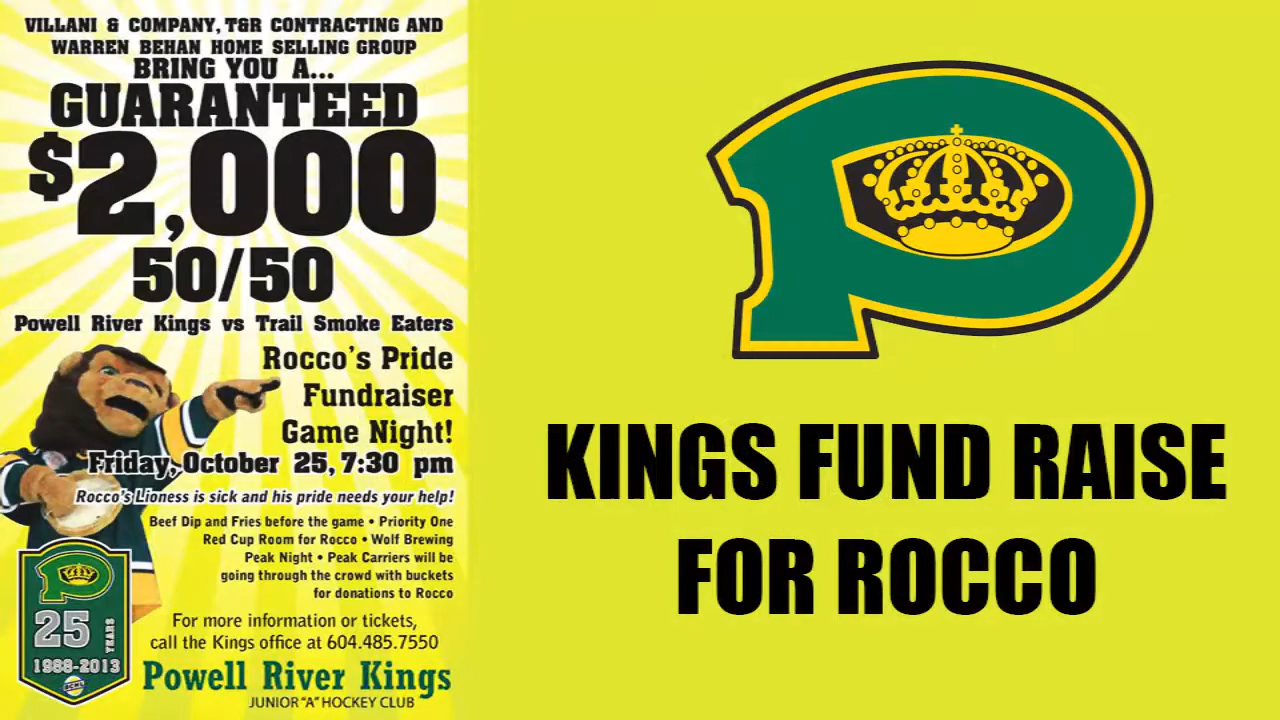 VILLANI & COMPANY, T&R CONTRACTING AND
WARREN BEHAN HOME SELLING GROUP
BRING YOU A...
GUARANTEED
$2,000
50/50
Powell River Kings vs Trail Smoke Eaters
Rocco's Pride
Fundraiser
Game Night!
Friday, October 25, 7:30 pm
Rocco's Lioness is sick and his pride needs your help!
Beef Dip and Fries before the game • Priority One
Red Cup Room for Rocco • Wolf Brewing
Peak Night • Peak Carriers will be
going through the crowd with buckets
for donations to Rocco
For more information or tickets,
call the Kings office at 604.485.7550
Powell River Kings
JUNIOR "A" HOCKEY CLUB
P
25 YEARS
1988-2013
BCHL
P
KINGS FUND RAISE
FOR ROCCO